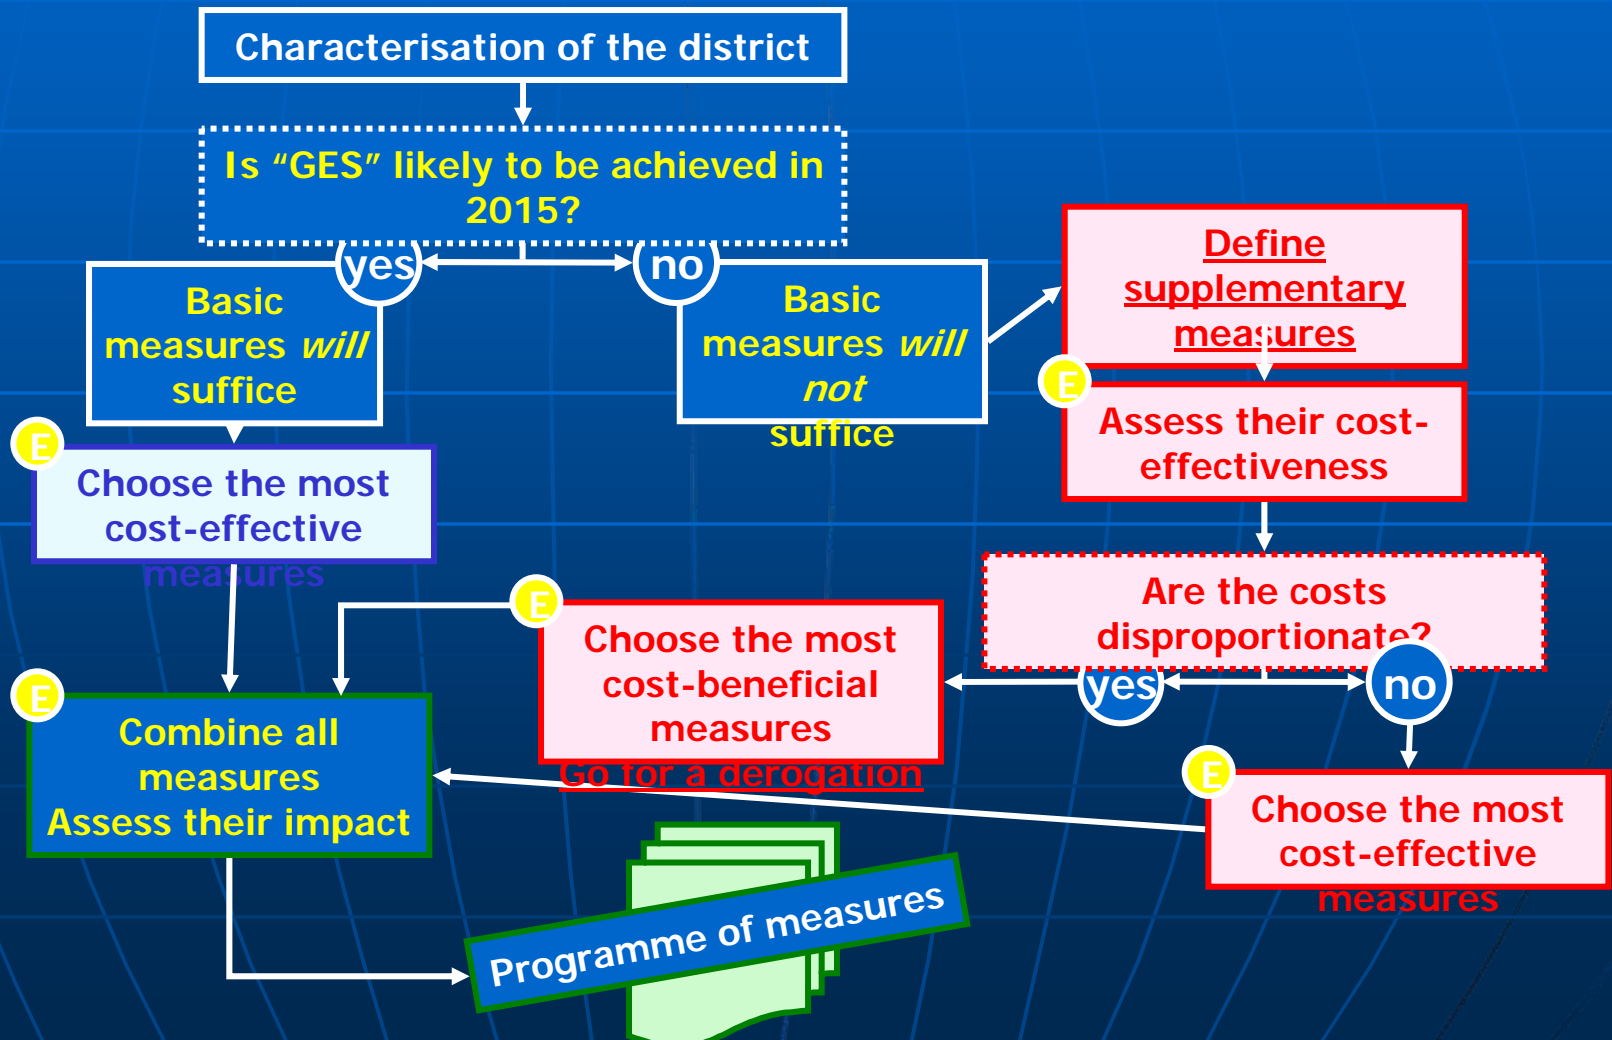 Characterisation of the district
Is “GES” likely to be achieved in
2015?
yes
no
Basic
measures will
suffice
Basic
measures will
not
suffice
Define
supplementary
measures
E
Assess their cost-
effectiveness
E
Choose the most
cost-effective
measures
Are the costs
disproportionate?
yes
no
E
Choose the most
cost-beneficial
measures
Go for a derogation
E
Combine all
measures
Assess their impact
E
Choose the most
cost-effective
measures
Programme of measures